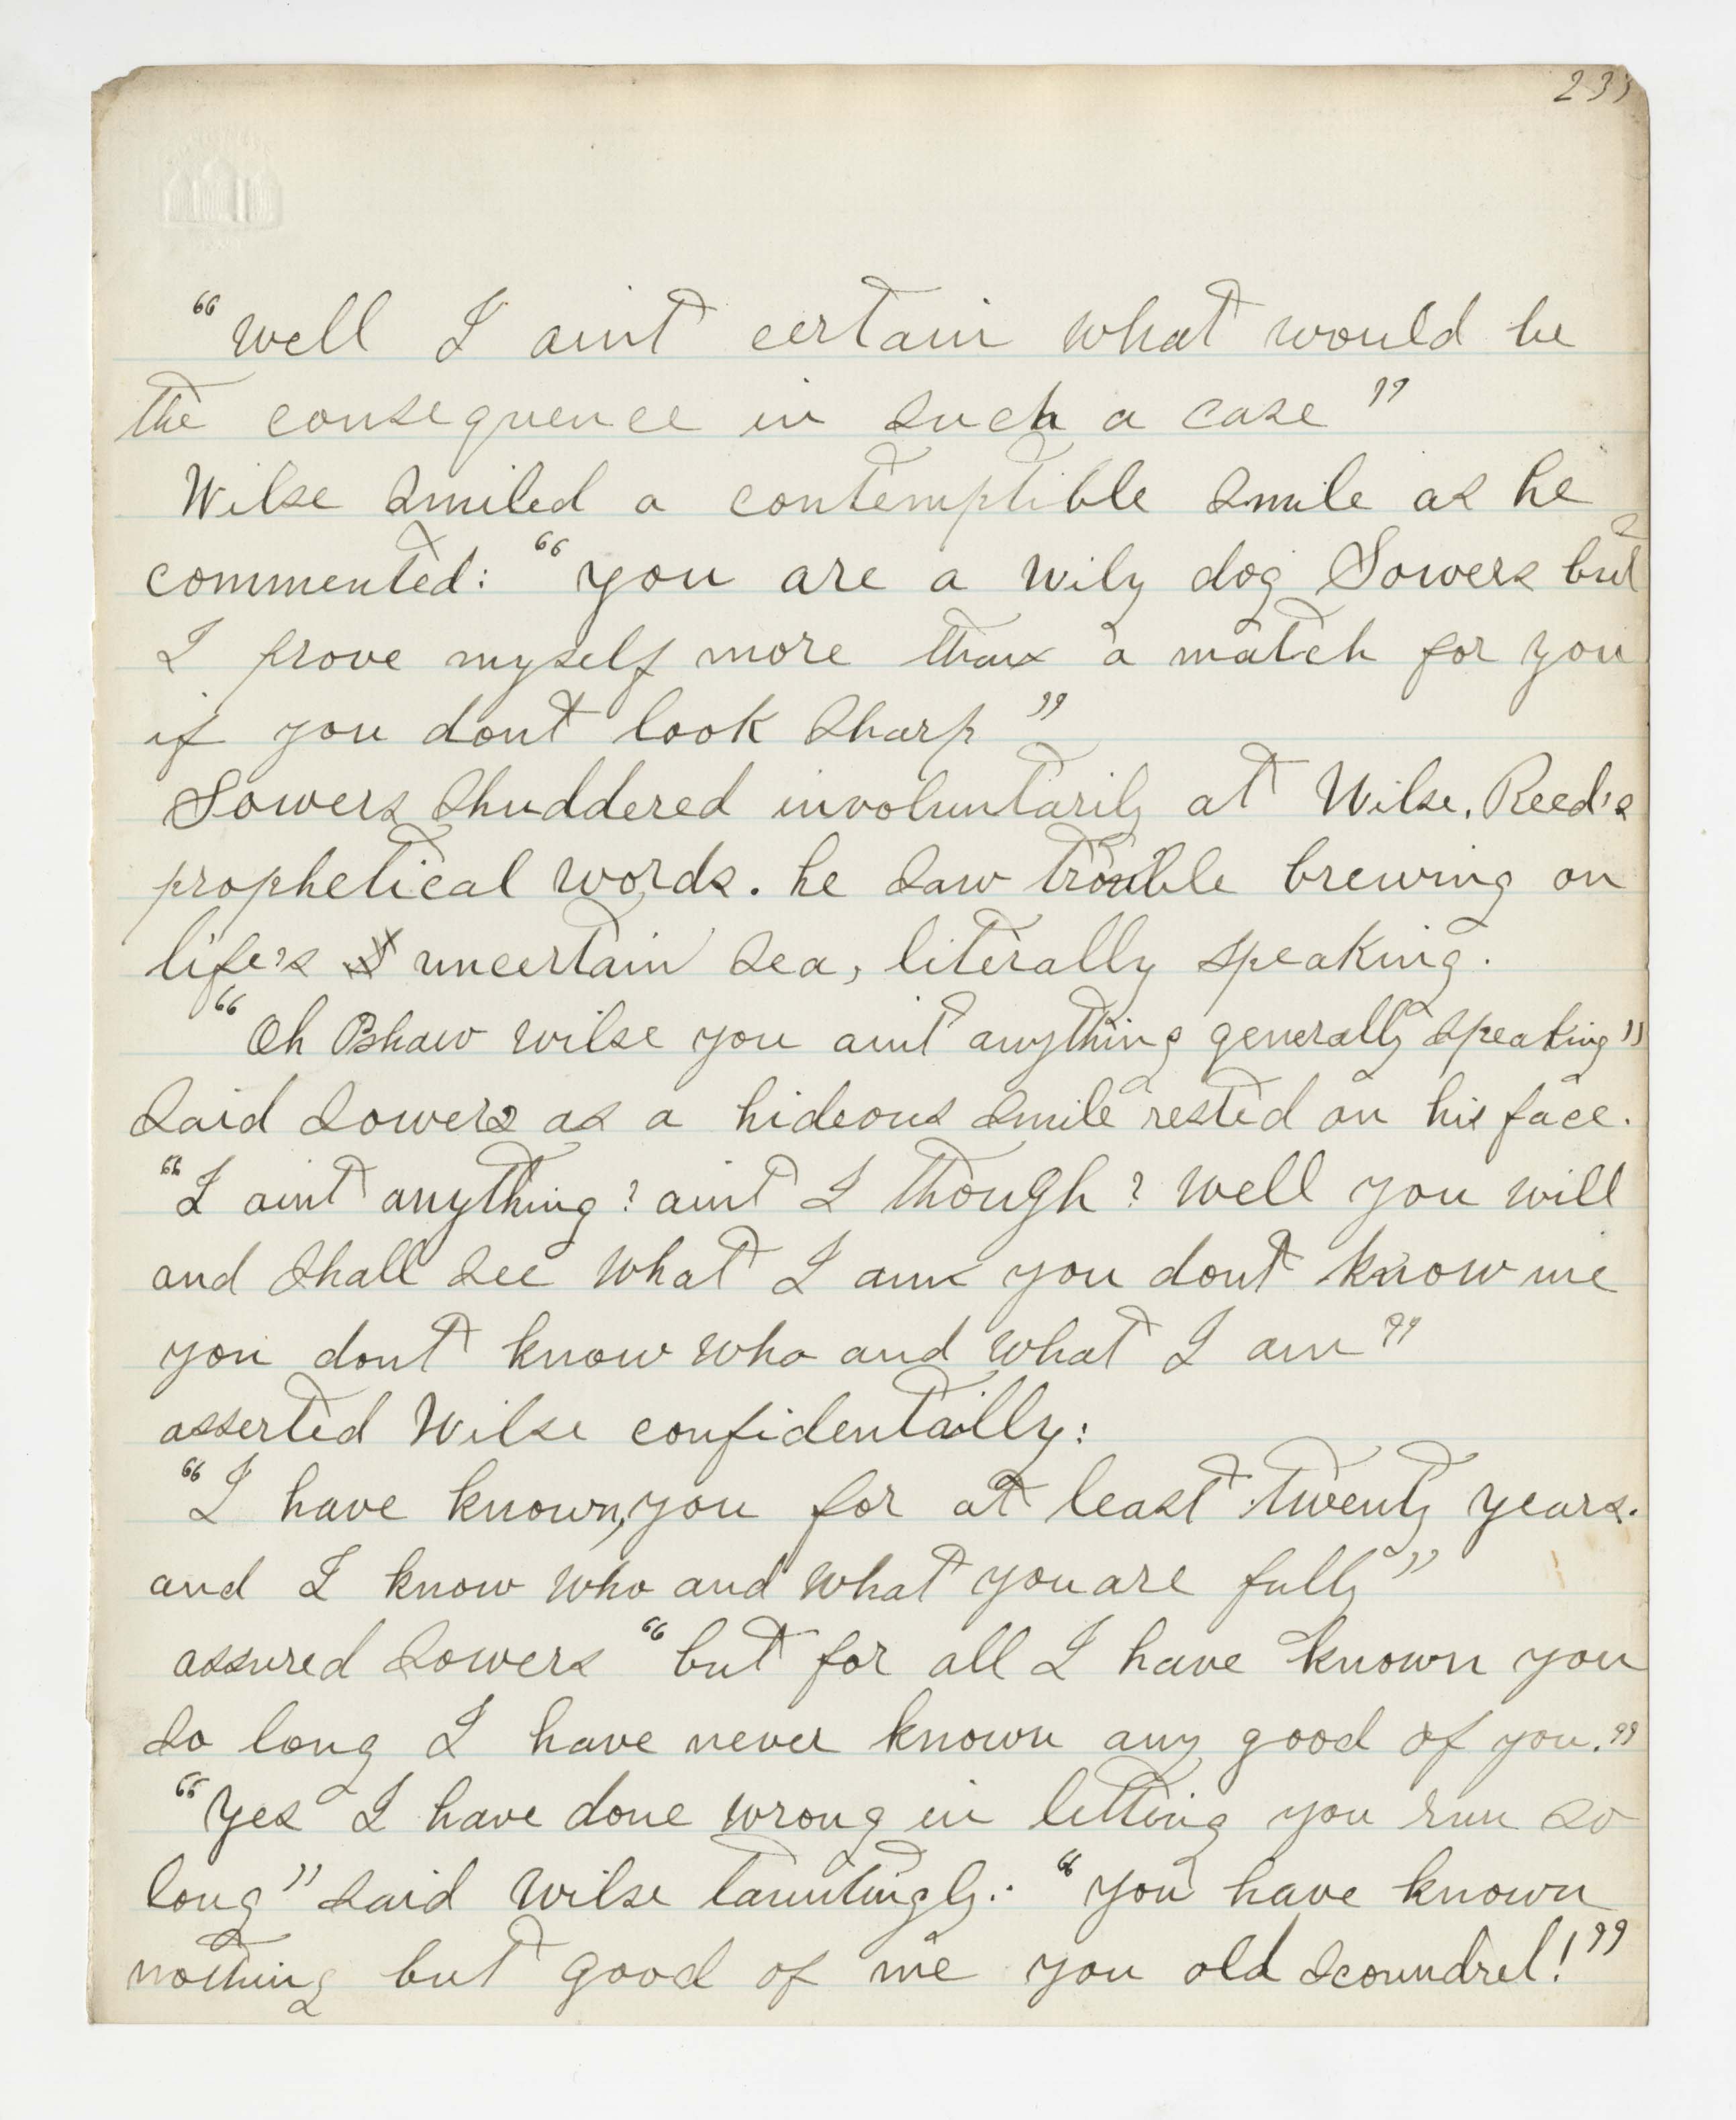 233
"Well I aint certain what would be
the consequence in such a case"
Wilse smiled a contemptible smile as he
commented: "you are a wily dog Sowers but
I prove myself more than a match for you
if you dont look sharp"
Sowers shuddered involuntarily at Wilse. Reed's
prophetical words. he saw trouble brewing on
life's uncertain sea, literally speaking.
"Oh Pshaw wilse you aint anything generally speaking"
said Sowers as a hideous smile rested on his face.
"I aint anything? aint I though? well you will
and shall see what I am you dont know me
you dont know who and what I am"
asserted Wilse confidentailly:
"I have known, you for at least twenty years.
and I know who and what you are fully"
assured Sowers "but for all I have known you
so long I have never known any good of you."
"Yes I have done wrong in letting you run so
long" said Wilse tauntingly: "you have known
nothing but good of me you old scoundrel!"